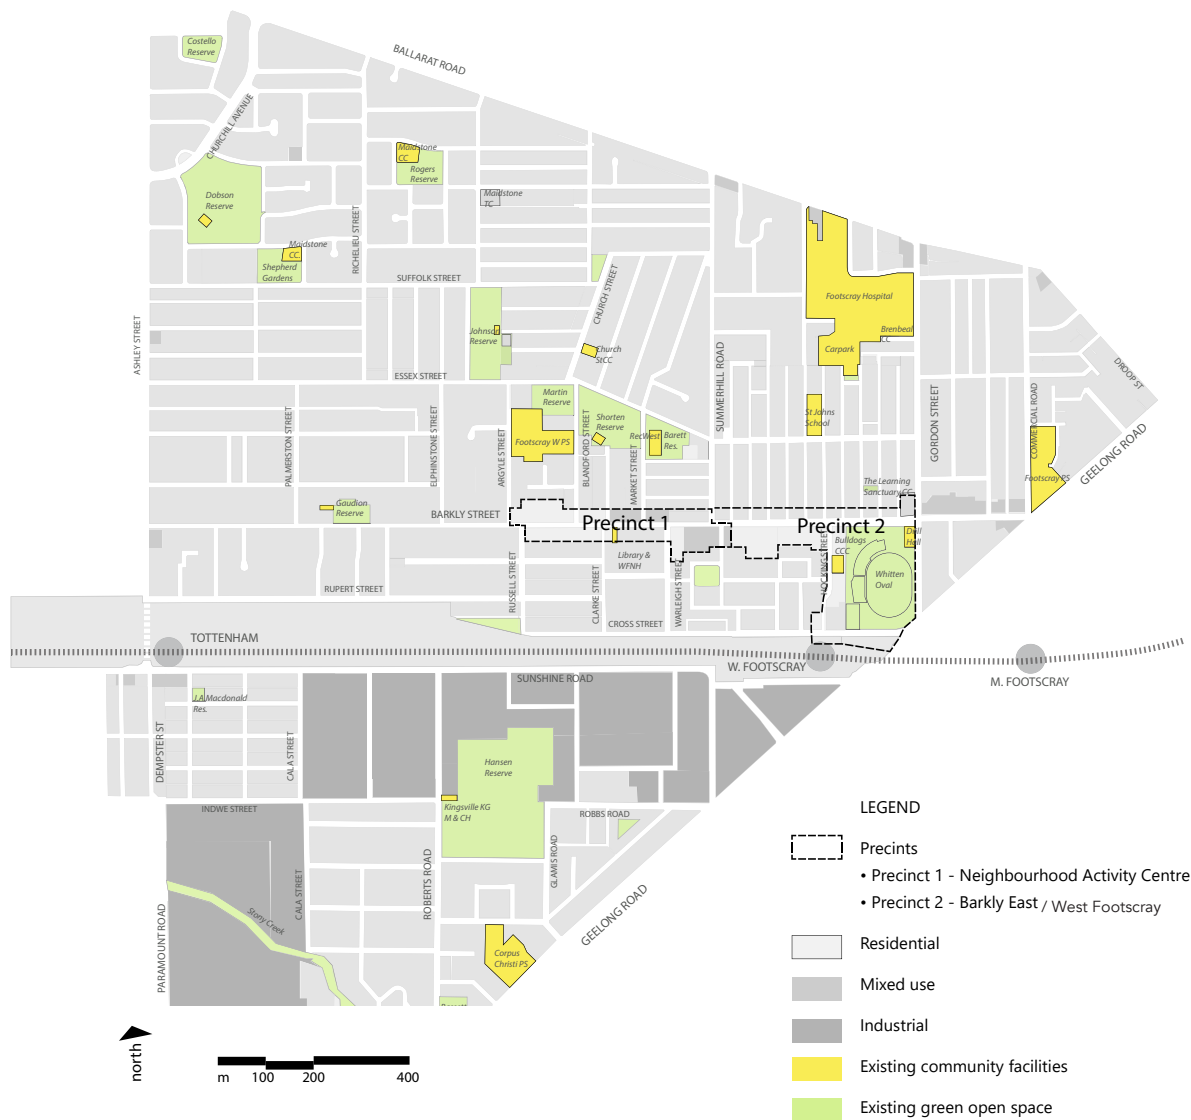 Costello
Reserve
BALLARAT ROAD
CHURCHILL AVENUE
Maidstone
CC
Rogers
Reserve
Dobson
Reserve
Maidstone
TC
RICHELIEU STREET
Maidstone
CC
Shepherd
Gardens
SUFFOLK STREET
CHURCH STREET
Footscray Hospital
Brenbeal
CC
Carpark
ASHLEY STREET
Johnson
Reserve
Church
StCC
SUMMERHILL ROAD
DROOP ST
ESSEX STREET
Martin
Reserve
Shorten
Reserve
St Johns
School
GORDON STREET
COMMERCIAL ROAD
GEELONG ROAD
PALMERSTON STREET
ELPHINSTONE STREET
ARGYLE STREET
Footscray W PS
BLANDFORD STREET
RecWest
Barett
Res.
MARKET STREET
Footscray PS
The Learning
Sanctuary CC
Gaudion
Reserve
BARKLY STREET
Precinct 1
Precinct 2
Drill
Hall
Bulldogs
CCC
HOCKING STREET
Library &
WFNH
Whitten
Oval
RUPERT STREET
RUSSELL STREET
CLARKE STREET
WARLEIGH STREET
CROSS STREET
TOTTENHAM
W. FOOTSCRAY
M. FOOTSCRAY
SUNSHINE ROAD
J.A.Macdonald
Res.
DEMPSTER ST
CALA STREET
Hansen
Reserve
INDWE STREET
Kingsville KG
M & CH
ROBBS ROAD
GLAMIS ROAD
ROBERTS ROAD
CALA STREET
Stony Creek
PARAMOUNT ROAD
GEELONG ROAD
Corpus
Christi PS
north
m 100 200 400
LEGEND
Precints
• Precinct 1 - Neighbourhood Activity Centre
• Precinct 2 - Barkly East / West Footscray
Residential
Mixed use
Industrial
Existing community facilities
Existing green open space